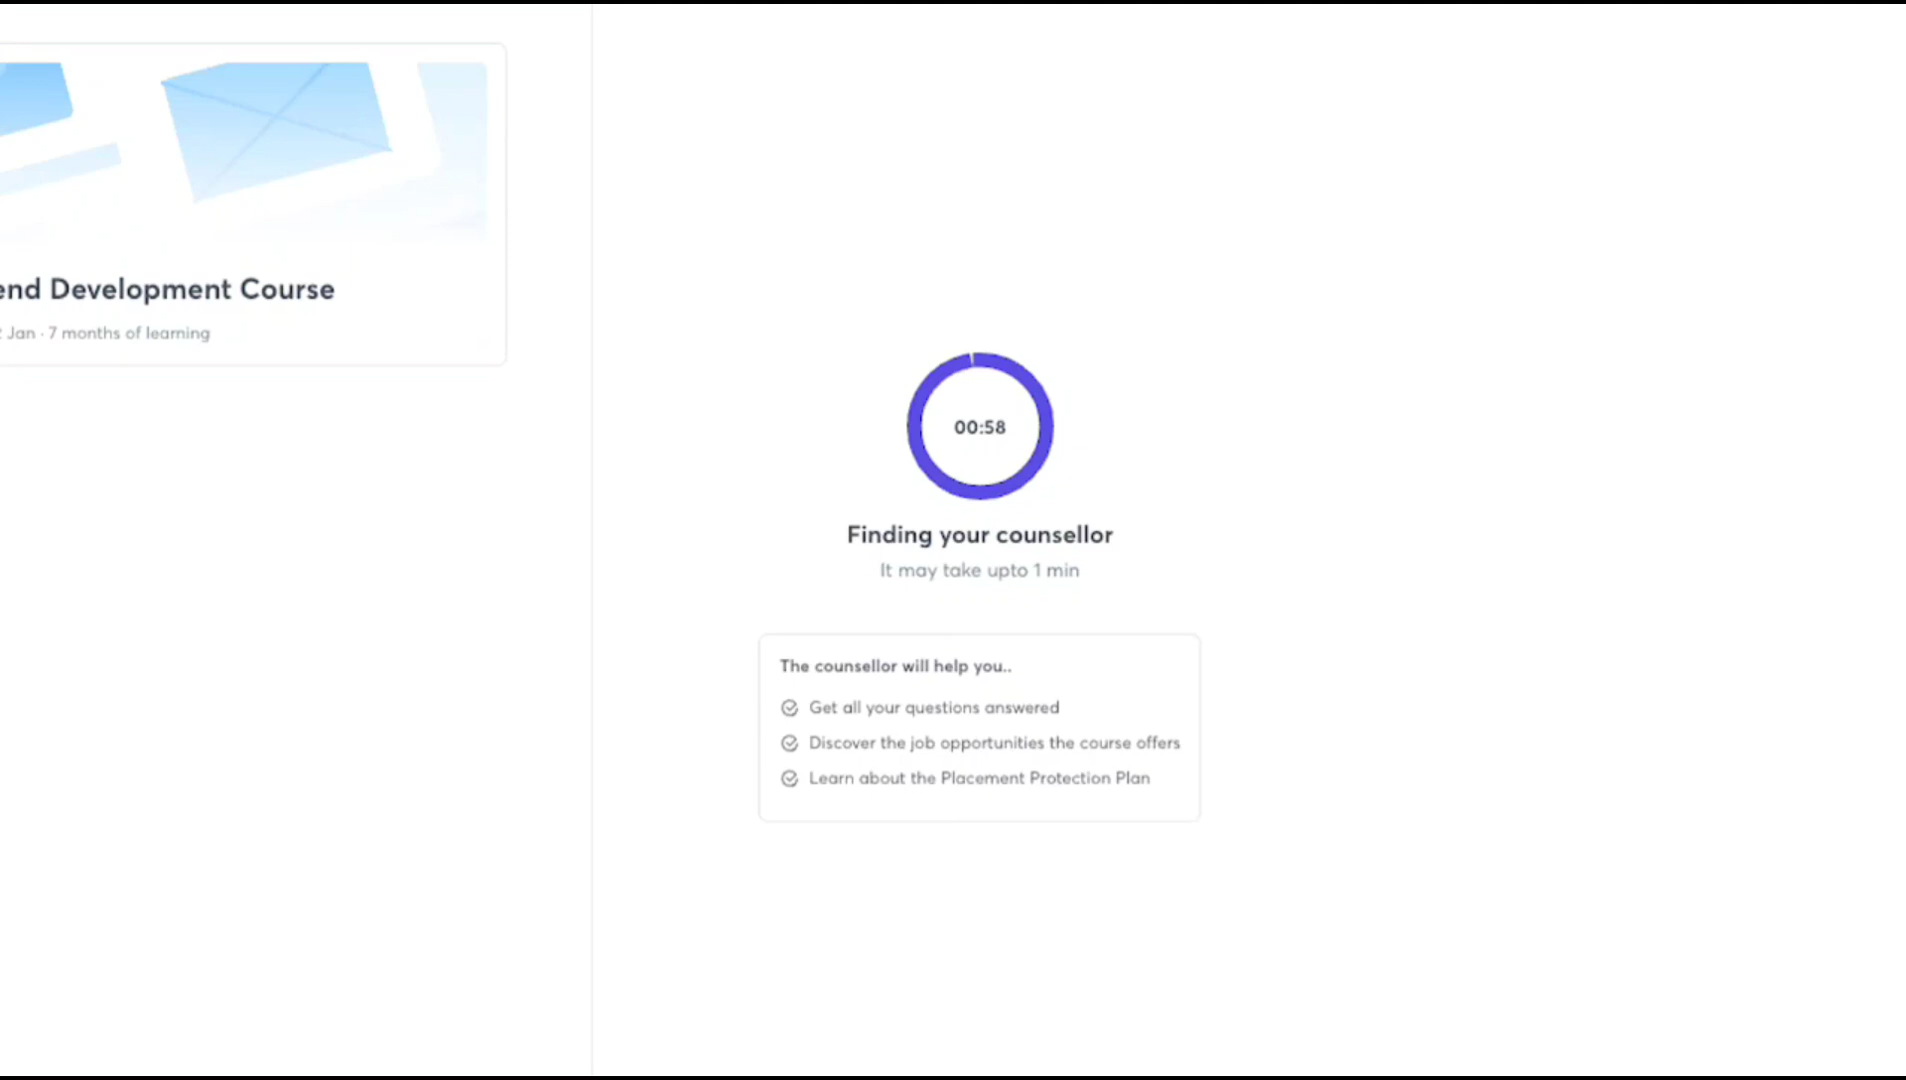 Development Course
Jan · 7 months of learning
00:58
Finding your counsellor
It may take upto 1 min
The counsellor will help you..
Get all your questions answered
Discover the job opportunities the course offers
Learn about the Placement Protection Plan